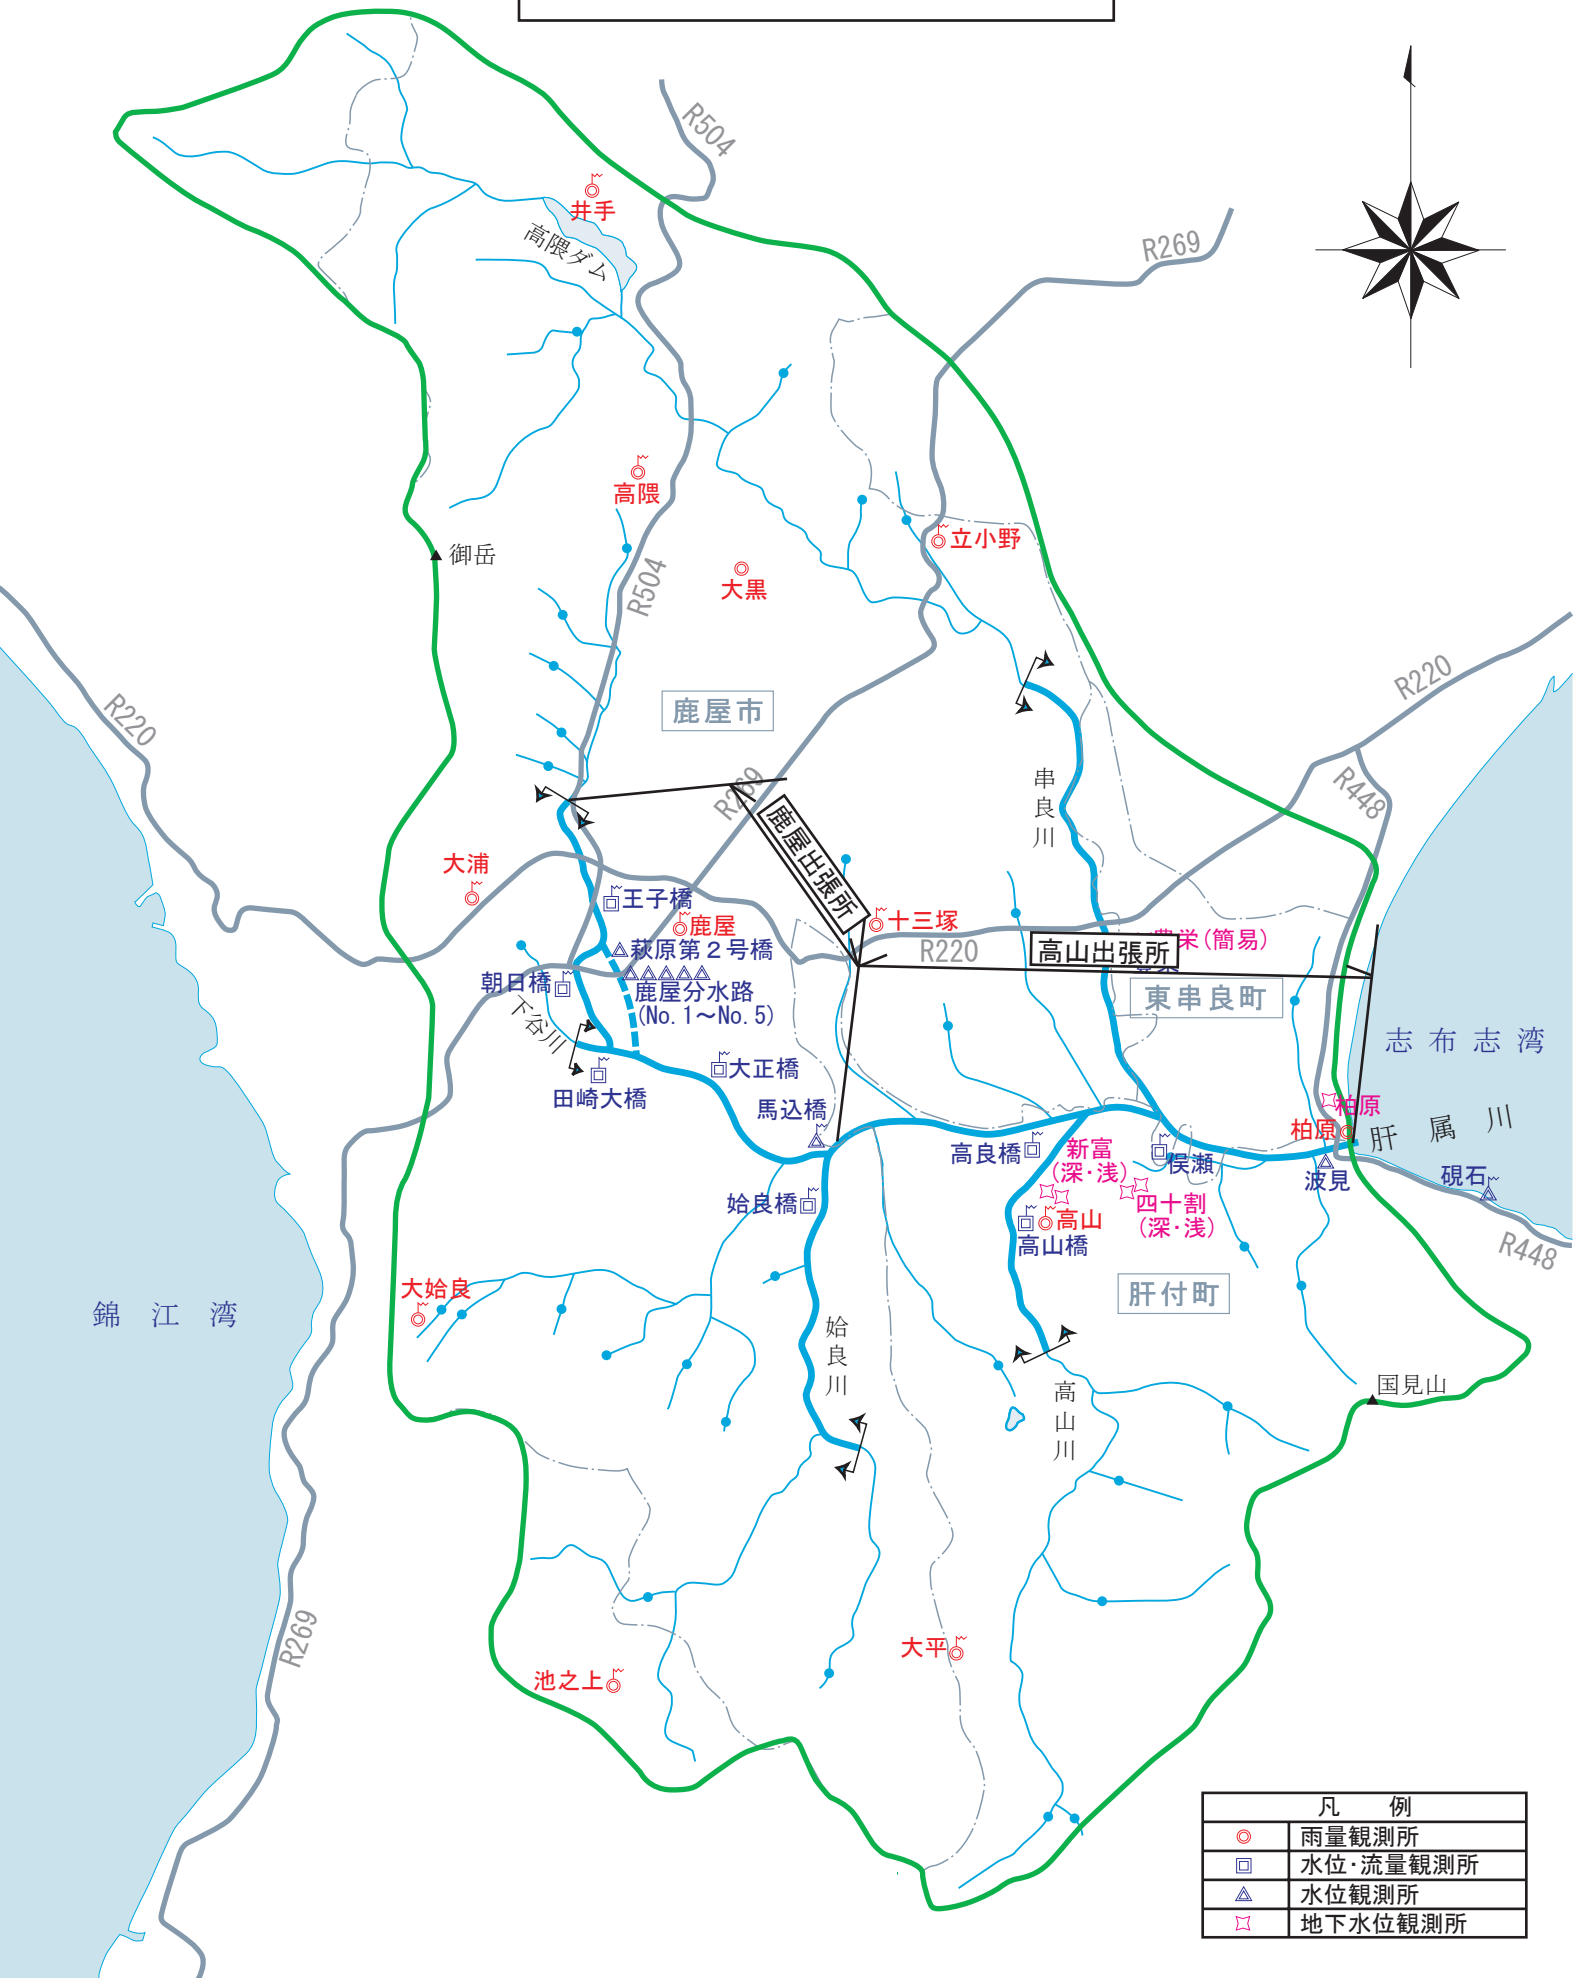 R504
井手
高隈ダム
R269
高隈
立小野
御岳
大黒
R504
R220
R220
鹿屋市
R269
R448
串良川
鹿屋出張所
大浦
王子橋
鹿屋
十三塚
萩原第2号橋
R220
高山出張所
豊栄(簡易)
朝日橋
鹿屋分水路
(No.1～No.5)
東串良町
下谷川
志布志湾
大正橋
田崎大橋
馬込橋
柏原
柏原
肝属川
高良橋
新富
(深・浅)
俣瀬
波見
硯石
姶良橋
四十割
(深・浅)
高山
高山橋
R448
大姶良
肝付町
錦江湾
姶良川
国見山
高山川
R269
大平
池之上
凡例
雨量観測所
水位・流量観測所
水位観測所
地下水位観測所